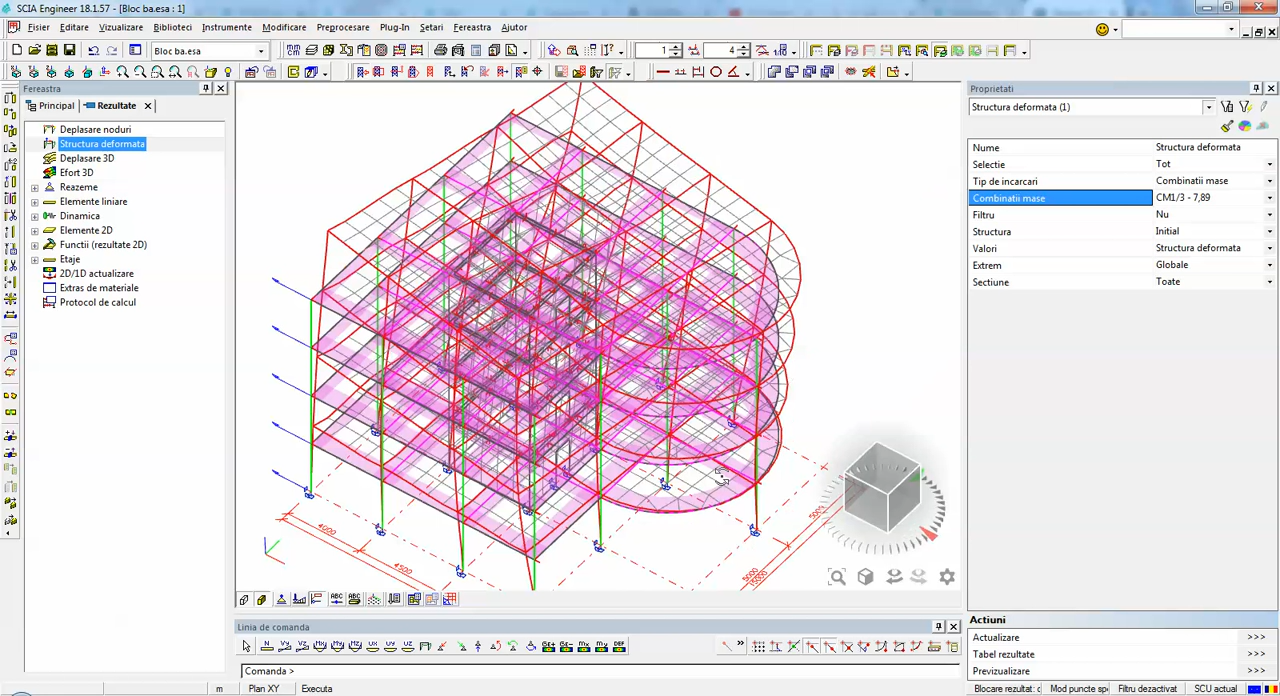 SCIA Engineer 18.1.57 - [Bloc ba.esa : 1]
Fisier Editare Vizualizare Biblioteci Instrumente Modificare Preprocesare Plug-In Setari Fereastra Ajutor
Bloc ba.esa 1 4
Fereastra
Principal Rezultate
Deplasare noduri
Structura deformata
Deplasare 3D
Efort 3D
Reazeme
Elemente liniare
Dinamica
Elemente 2D
Functii (rezultate 2D)
Etaje
2D/1D actualizare
Extras de materiale
Protocol de calcul
4500
4500
5000
Linia de comanda
Comanda >
m Plan XY Executa
Proprietati
Structura deformata (1)
Nume Structura deformata
Selectie Tot
Tip de incarcari Combinatii mase
Combinatii mase CM1/3 - 7,89
Filtru Nu
Structura Initial
Valori Structura deformata
Extrem Globale
Sectiune Toate
Actiuni
Actualizare >>>
Tabel rezultate >>>
Previzualizare >>>
Blocare rezultat: c Mod puncte sp Filtru dezactivat SCU actual